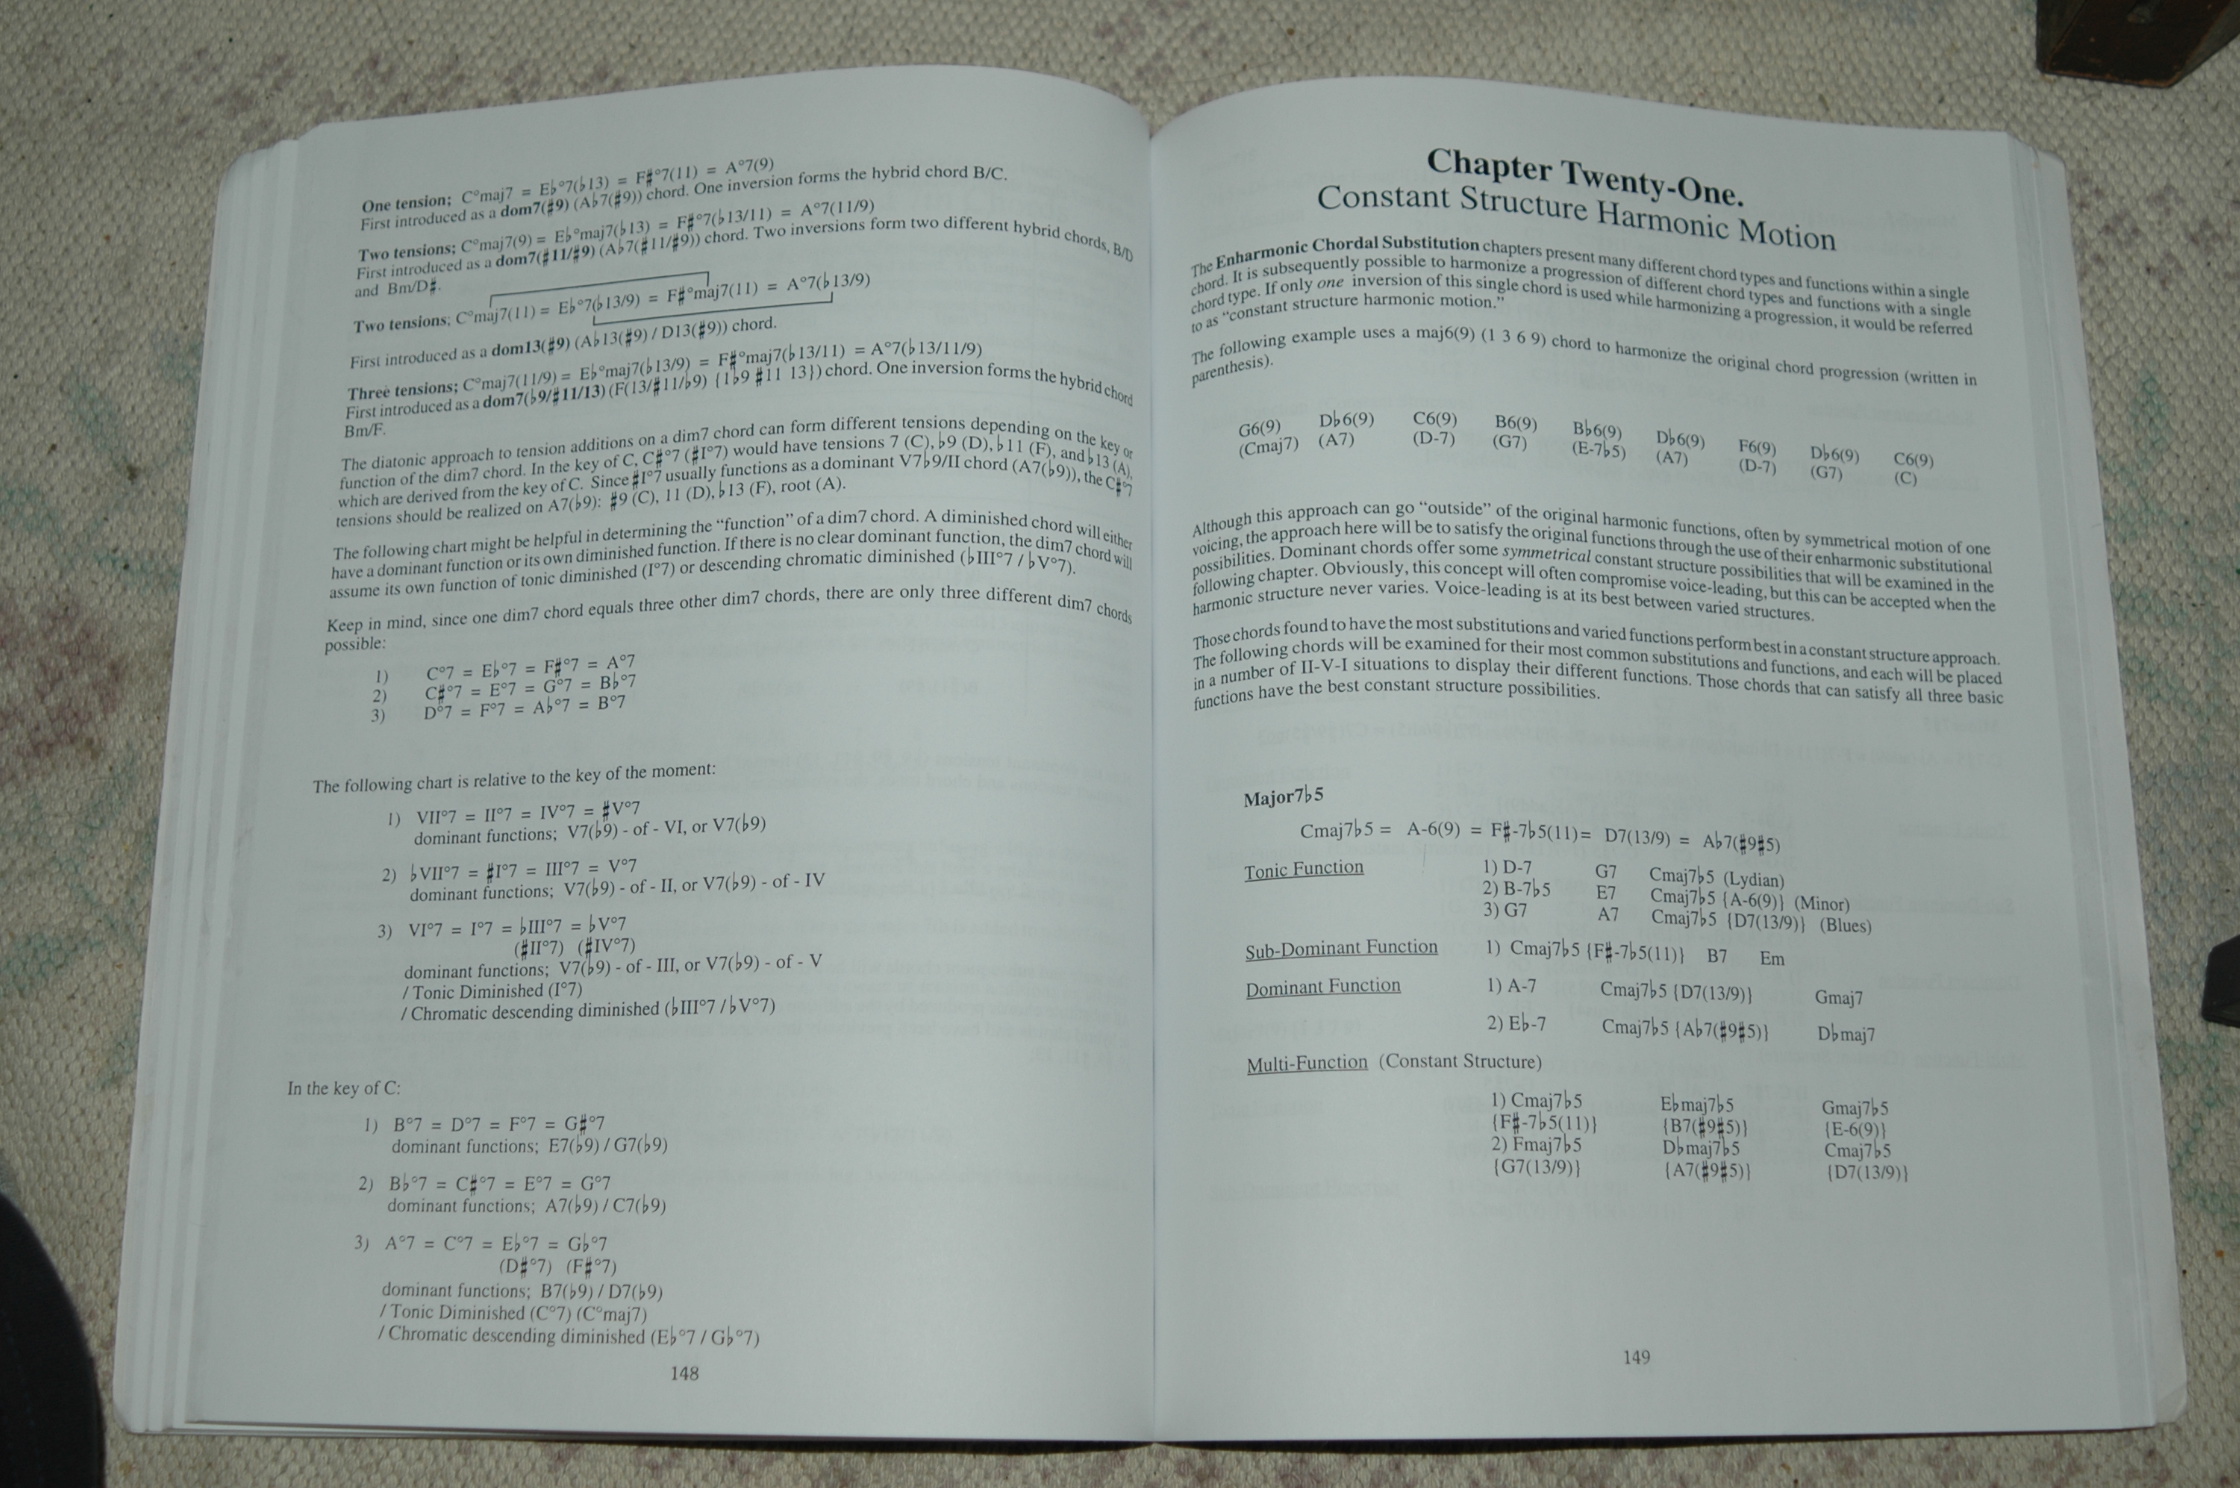 One tension; C°maj7 = E♭°7(♭13) = F♯°7(11) = A°7(9)
First introduced as a dom7(♯9) (A♭7(♯9)) chord. One inversion forms the hybrid chord B/C.
Two tensions; C°maj7(9) = E♭°maj7(♭13) = F♯°7(♭13/11) = A°7(11/9)
First introduced as a dom7(♯11/♯9) (A♭7(♯11/♯9)) chord. Two inversions form two different hybrid chords, B/D
and Bm/D♯.
Two tensions; C°maj7(11) = E♭°7(♭13/9) = F♯°maj7(11) = A°7(♭13/9)
First introduced as a dom13(♯9) (A♭13(♯9) / D13(♯9)) chord.
Three tensions; C°maj7(11/9) = E♭°maj7(♭13/9) = F♯°maj7(♭13/11) = A°7(♭13/11/9)
First introduced as a dom7(♭9/♯11/13) (F(13/♯11/♭9) {1♭9 ♯11 13}) chord. One inversion forms the hybrid chord
Bm/F.
The diatonic approach to tension additions on a dim7 chord can form different tensions depending on the key or
function of the dim7 chord. In the key of C, C♯°7 (♯I°7) would have tensions 7 (C), ♭9 (D), ♭11 (F), and ♭13 (A),
which are derived from the key of C. Since ♯I°7 usually functions as a dominant V7♭9/II chord (A7(♭9)), the C♯°7
tensions should be realized on A7(♭9): ♯9 (C), 11 (D), ♭13 (F), root (A).
The following chart might be helpful in determining the “function” of a dim7 chord. A diminished chord will either
have a dominant function or its own diminished function. If there is no clear dominant function, the dim7 chord will
assume its own function of tonic diminished (I°7) or descending chromatic diminished (♭III°7 / ♭V°7).
Keep in mind, since one dim7 chord equals three other dim7 chords, there are only three different dim7 chords
possible:
1) C°7 = E♭°7 = F♯°7 = A°7
2) C♯°7 = E°7 = G°7 = B♭°7
3) D°7 = F°7 = A♭°7 = B°7
The following chart is relative to the key of the moment:
1) VII°7 = II°7 = IV°7 = ♯V°7
dominant functions; V7(♭9) - of - VI, or V7(♭9)
2) ♭VII°7 = ♯I°7 = III°7 = V°7
dominant functions; V7(♭9) - of - II, or V7(♭9) - of - IV
3) VI°7 = I°7 = ♭III°7 = ♭V°7
(♯II°7) (♯IV°7)
dominant functions; V7(♭9) - of - III, or V7(♭9) - of - V
/ Tonic Diminished (I°7)
/ Chromatic descending diminished (♭III°7 / ♭V°7)
In the key of C:
1) B°7 = D°7 = F°7 = G♯°7
dominant functions; E7(♭9) / G7(♭9)
2) B♭°7 = C♯°7 = E°7 = G°7
dominant functions; A7(♭9) / C7(♭9)
3) A°7 = C°7 = E♭°7 = G♭°7
(D♯°7) (F♯°7)
dominant functions; B7(♭9) / D7(♭9)
/ Tonic Diminished (C°7) (C°maj7)
/ Chromatic descending diminished (E♭°7 / G♭°7)
148
Chapter Twenty-One.
Constant Structure Harmonic Motion
The Enharmonic Chordal Substitution chapters present many different chord types and functions within a single
chord. It is subsequently possible to harmonize a progression of different chord types and functions with a single
chord type. If only one inversion of this single chord is used while harmonizing a progression, it would be referred
to as “constant structure harmonic motion.”
The following example uses a maj6(9) (1 3 6 9) chord to harmonize the original chord progression (written in
parenthesis).
G6(9) D♭6(9) C6(9) B6(9) B♭6(9) D♭6(9) F6(9) D♭6(9) C6(9)
(Cmaj7) (A7) (D-7) (G7) (E-7♭5) (A7) (D-7) (G7) (C)
Although this approach can go “outside” of the original harmonic functions, often by symmetrical motion of one
voicing, the approach here will be to satisfy the original functions through the use of their enharmonic substitutional
possibilities. Dominant chords offer some symmetrical constant structure possibilities that will be examined in the
following chapter. Obviously, this concept will often compromise voice-leading, but this can be accepted when the
harmonic structure never varies. Voice-leading is at its best between varied structures.
Those chords found to have the most substitutions and varied functions perform best in a constant structure approach.
The following chords will be examined for their most common substitutions and functions, and each will be placed
in a number of II-V-I situations to display their different functions. Those chords that can satisfy all three basic
functions have the best constant structure possibilities.
Major7♭5
Cmaj7♭5 = A-6(9) = F♯-7♭5(11)= D7(13/9) = A♭7(♯9♯5)
Tonic Function 1) D-7 G7 Cmaj7♭5 (Lydian)
2) B-7♭5 E7 Cmaj7♭5 {A-6(9)} (Minor)
3) G7 A7 Cmaj7♭5 {D7(13/9)} (Blues)
Sub-Dominant Function 1) Cmaj7♭5 {F♯-7♭5(11)} B7 Em
Dominant Function 1) A-7 Cmaj7♭5 {D7(13/9)} Gmaj7
2) E♭-7 Cmaj7♭5 {A♭7(♯9♯5)} D♭maj7
Multi-Function (Constant Structure)
1) Cmaj7♭5 E♭maj7♭5 Gmaj7♭5
{F♯-7♭5(11)} {B7(♯9♯5)} {E-6(9)}
2) Fmaj7♭5 D♭maj7♭5 Cmaj7♭5
{G7(13/9)} {A7(♯9♯5)} {D7(13/9)}
149